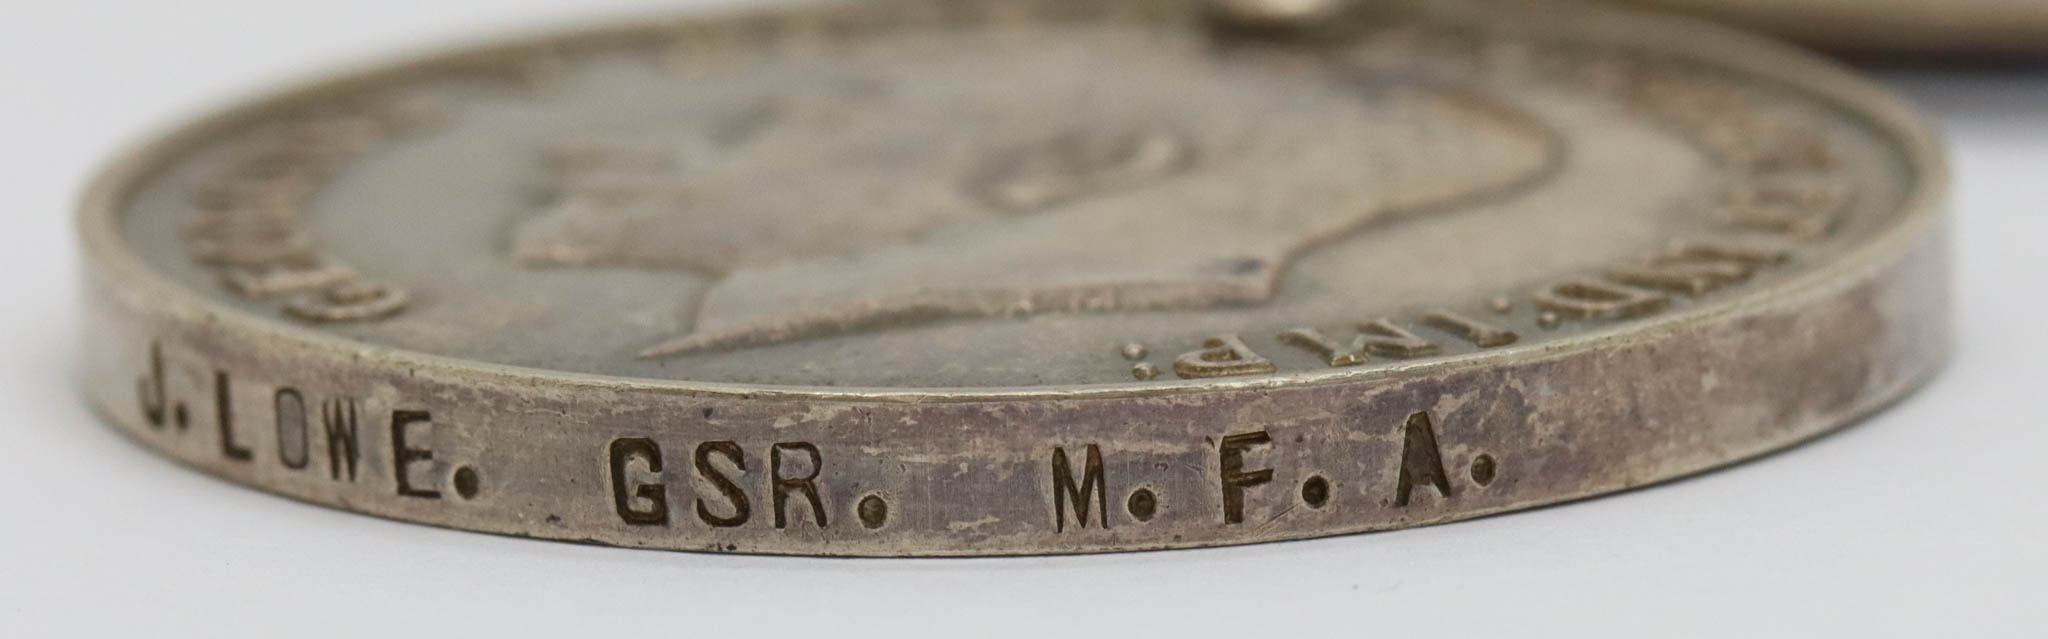 J. LOWE. GSR. M. F. A.
IND: IMP: